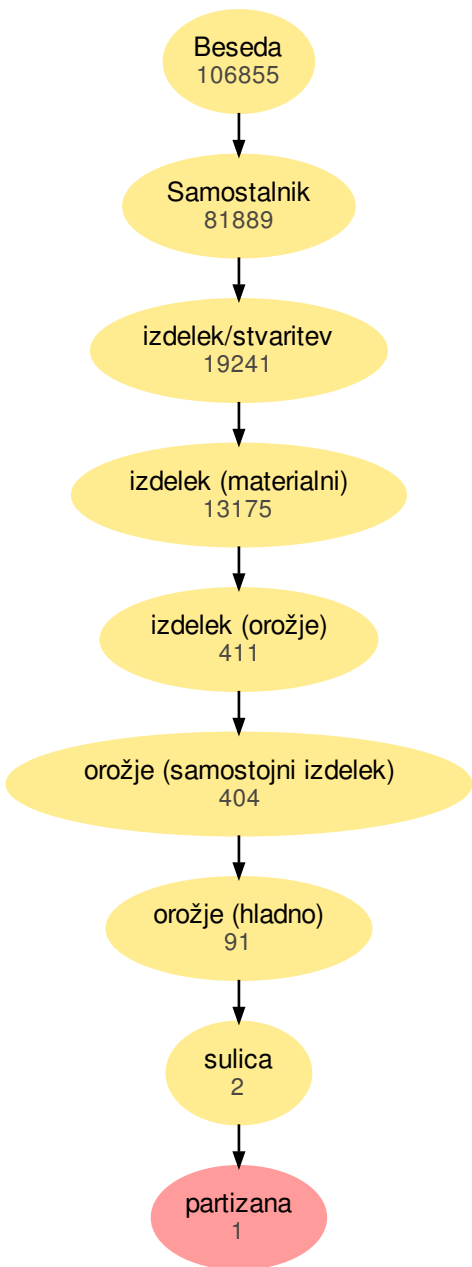 Beseda
106855
Samostalnik
81889
izdelek/stvaritev
19241
izdelek (materialni)
13175
izdelek (orožje)
411
orožje (samostojni izdelek)
404
orožje (hladno)
91
sulica
2
partizana
1